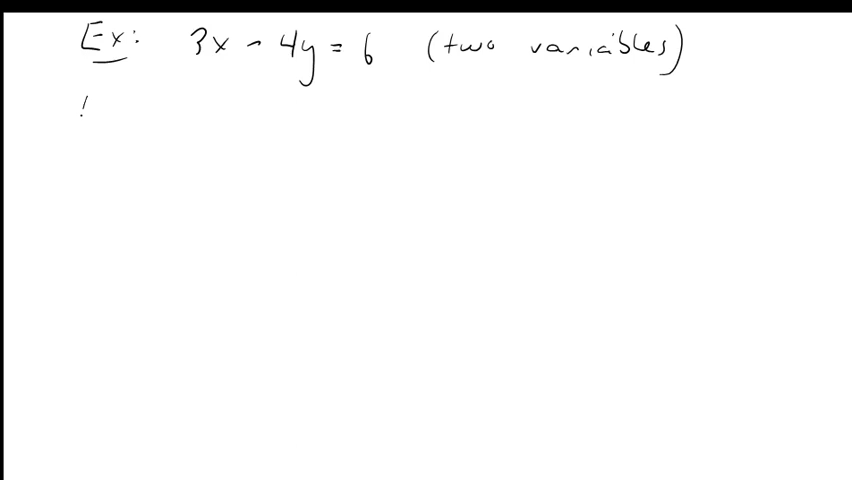 Ex: 3x - 4y = 6 (two variables)